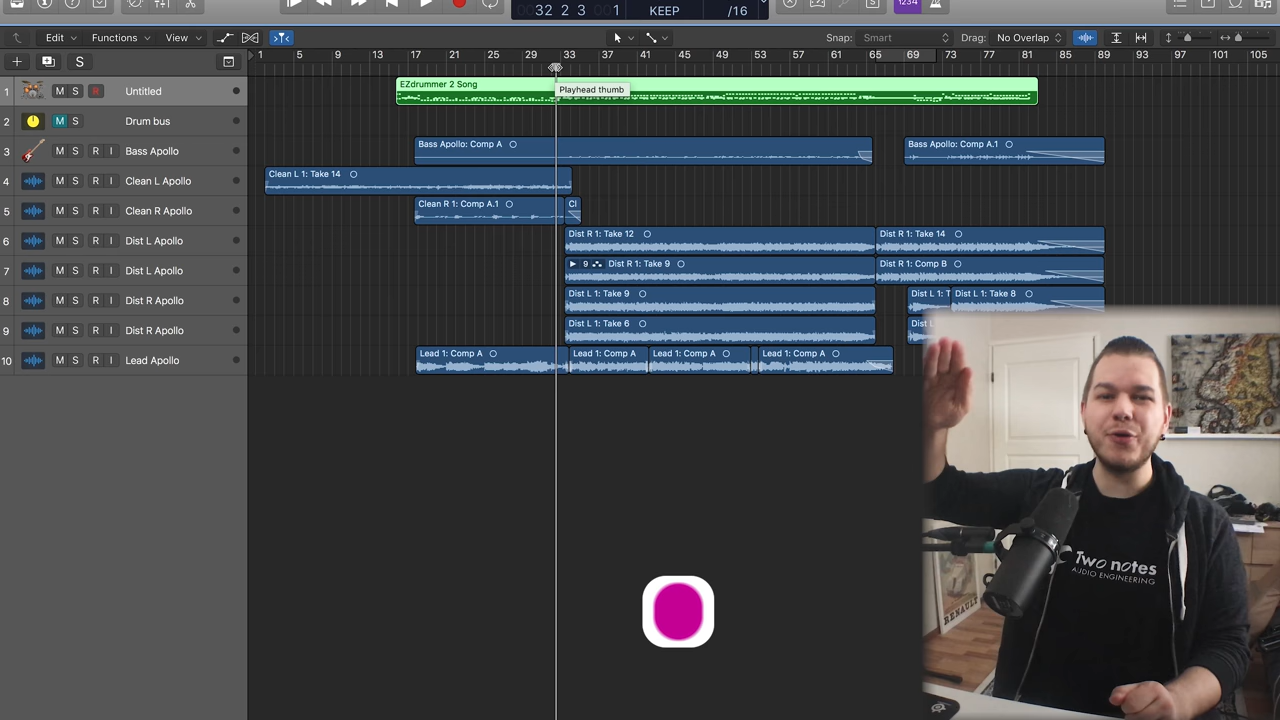 32 2 3 001
KEEP
/16
1234
Edit
Functions
View
Snap:
Smart
Drag:
No Overlap
1 5 9 13 17 21 25 29 33 37 41 45 49 53 57 61 65 69 73 77 81 85 89 93 97 101 105
S
1 M S R Untitled
EZdrummer 2 Song
Playhead thumb
2 M S Drum bus
3 M S R I Bass Apollo
Bass Apollo: Comp A
Bass Apollo: Comp A.1
4 M S R I Clean L Apollo
Clean L 1: Take 14
5 M S R I Clean R Apollo
Clean R 1: Comp A.1
Cl
6 M S R I Dist L Apollo
Dist R 1: Take 12
Dist R 1: Take 14
7 M S R I Dist L Apollo
9 Dist R 1: Take 9
Dist R 1: Comp B
8 M S R I Dist R Apollo
Dist L 1: Take 9
Dist L 1: T
Dist L 1: Take 8
9 M S R I Dist R Apollo
Dist L 1: Take 6
Dist L
10 M S R I Lead Apollo
Lead 1: Comp A
Lead 1: Comp A
Lead 1: Comp A
Lead 1: Comp A
Two notes
AUDIO ENGINEERING
RENAULT